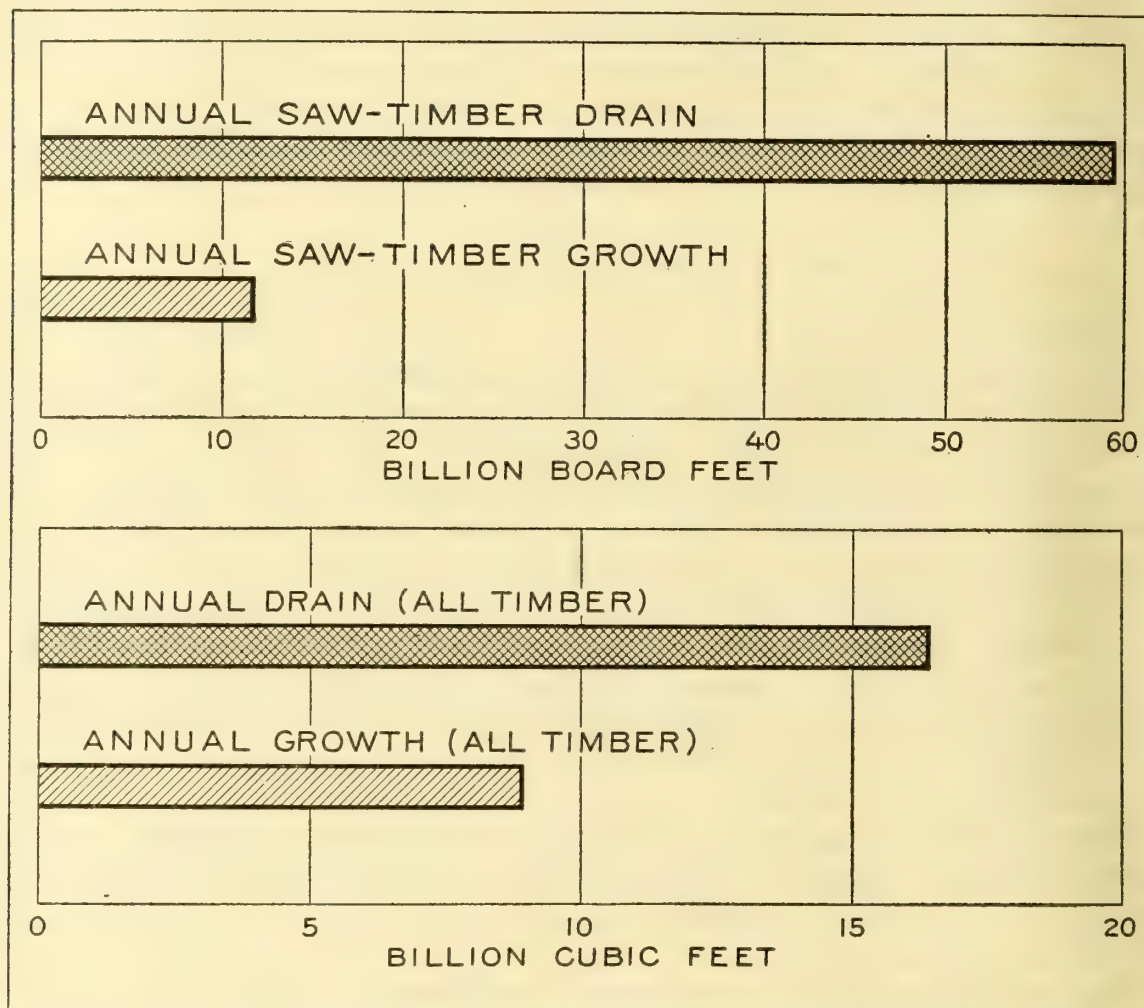 ANNUAL SAW-TIMBER DRAIN
ANNUAL SAW-TIMBER GROWTH
0 10 20 30 40 50 60
BILLION BOARD FEET
ANNUAL DRAIN (ALL TIMBER)
ANNUAL GROWTH (ALL TIMBER)
0 5 10 15 20
BILLION CUBIC FEET